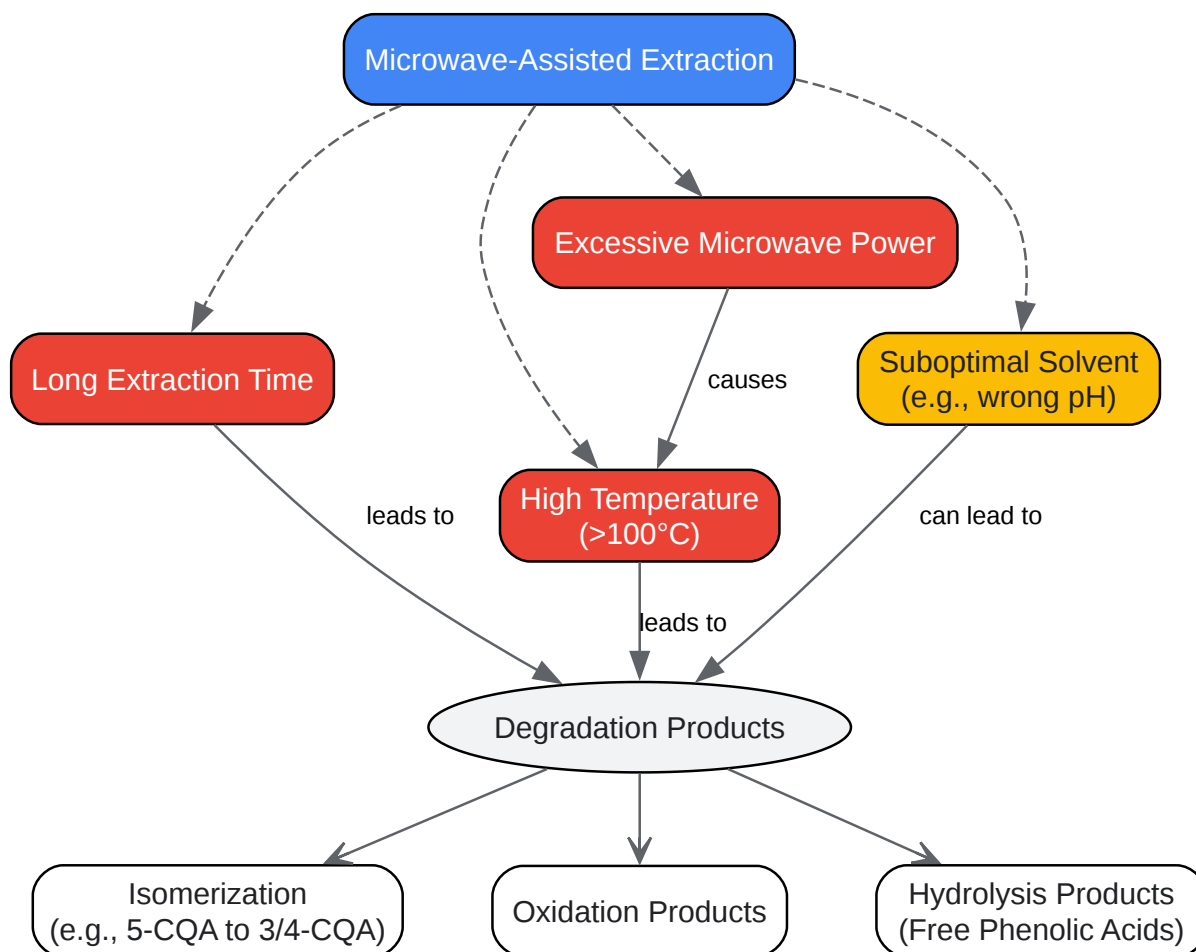 Microwave-Assisted Extraction
Excessive Microwave Power
Long Extraction Time
causes
Suboptimal Solvent
(e.g., wrong pH)
leads to
High Temperature
(>100°C)
can lead to
leads to
Degradation Products
Isomerization
(e.g., 5-CQA to 3/4-CQA)
Oxidation Products
Hydrolysis Products
(Free Phenolic Acids)